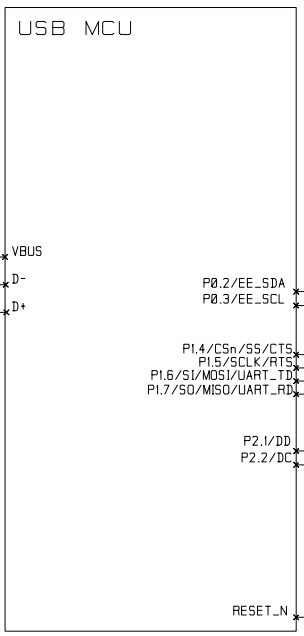 USB MCU
VBUS
D-
D+
P0.2/EE_SDA
P0.3/EE_SCL
P1.4/CSn/SS/CTS
P1.5/SCLK/RTS
P1.6/SI/MOSI/UART_TD
P1.7/SO/MISO/UART_RD
P2.1/DD
P2.2/DC
RESET_N